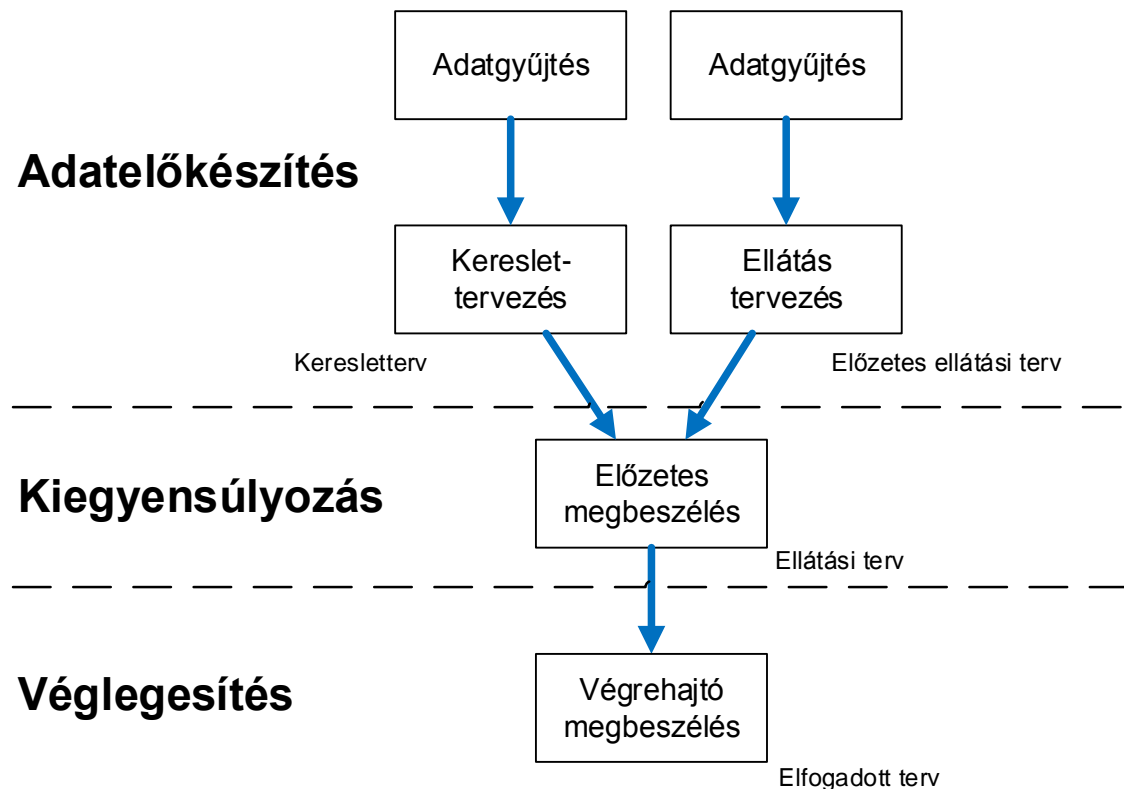 Adatgyűjtés
Adatgyűjtés
Adatelőkészítés
Kereslet-
tervezés
Ellátás
tervezés
Keresletterv
Előzetes ellátási terv
Kiegyensúlyozás
Előzetes
megbeszélés
Ellátási terv
Véglegesítés
Végrehajtó
megbeszélés
Elfogadott terv